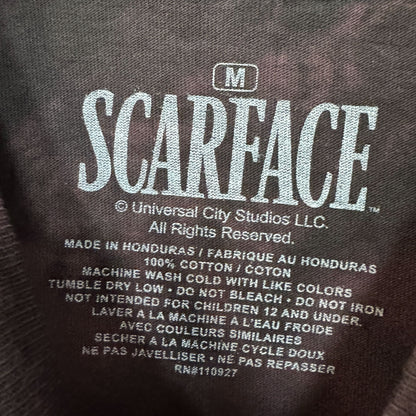 M
SCARFACE™
© Universal City Studios LLC.
All Rights Reserved.
MADE IN HONDURAS / FABRIQUE AU HONDURAS
100% COTTON / COTON
MACHINE WASH COLD WITH LIKE COLORS
TUMBLE DRY LOW • DO NOT BLEACH • DO NOT IRON
NOT INTENDED FOR CHILDREN 12 AND UNDER.
LAVER A LA MACHINE À L'EAU FROIDE
AVEC COULEURS SIMILAIRES
SECHER A LA MACHINE CYCLE DOUX
NE PAS JAVELLISER • NE PAS REPASSER
RN#110927